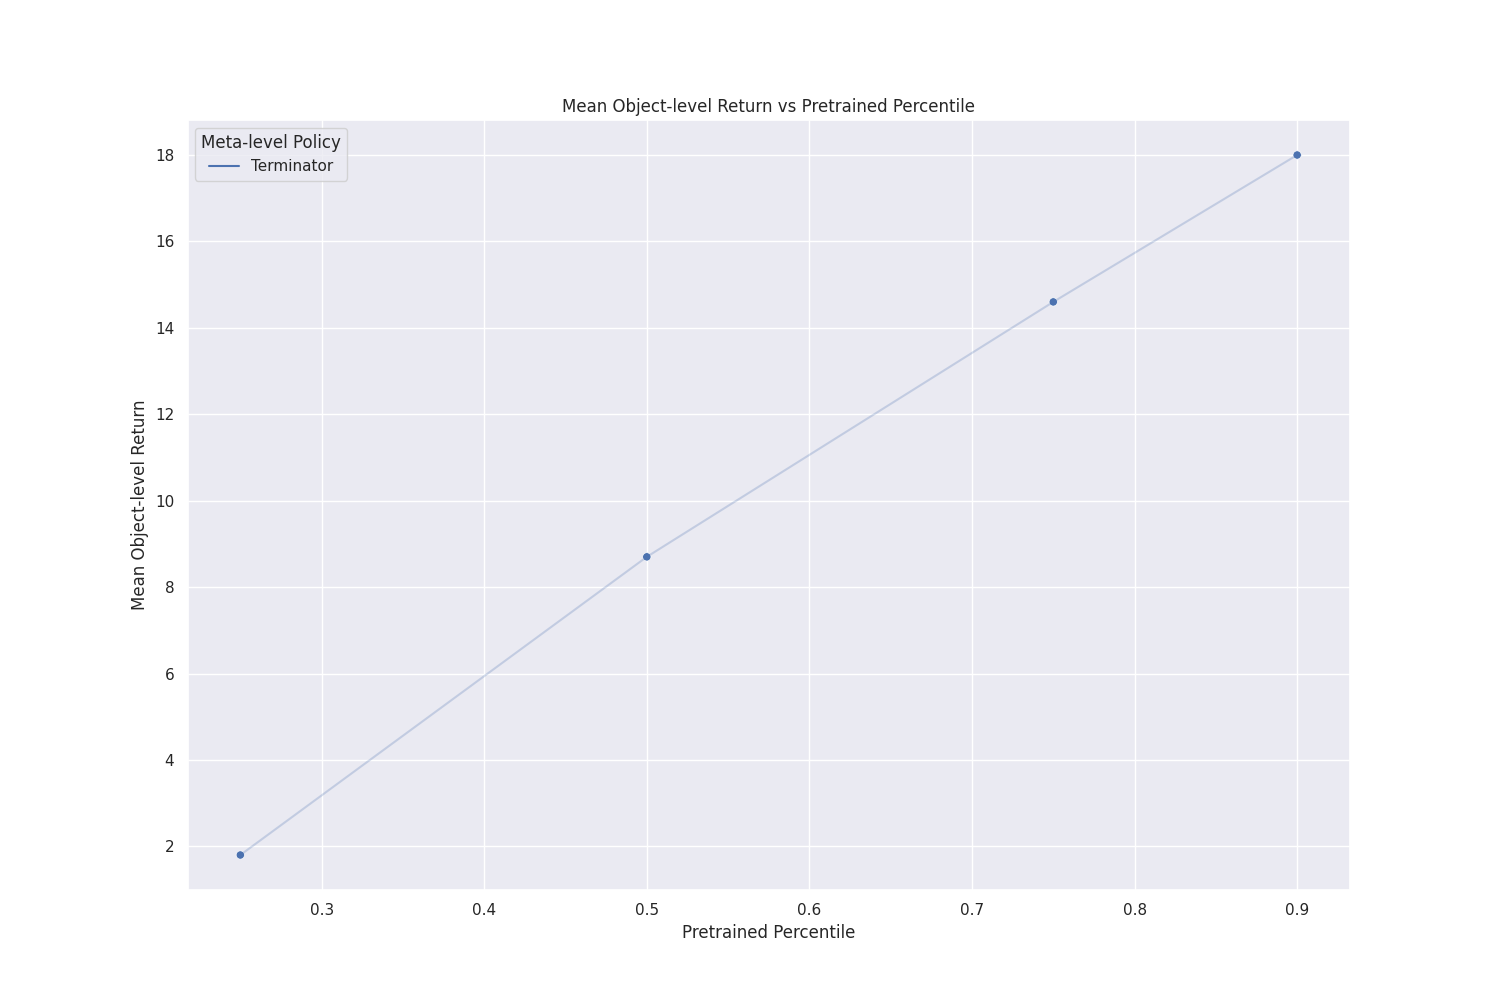 Mean Object-level Return vs Pretrained Percentile
Meta-level Policy
Terminator
18
16
14
12
10
8
6
4
2
Mean Object-level Return
0.3 0.4 0.5 0.6 0.7 0.8 0.9
Pretrained Percentile